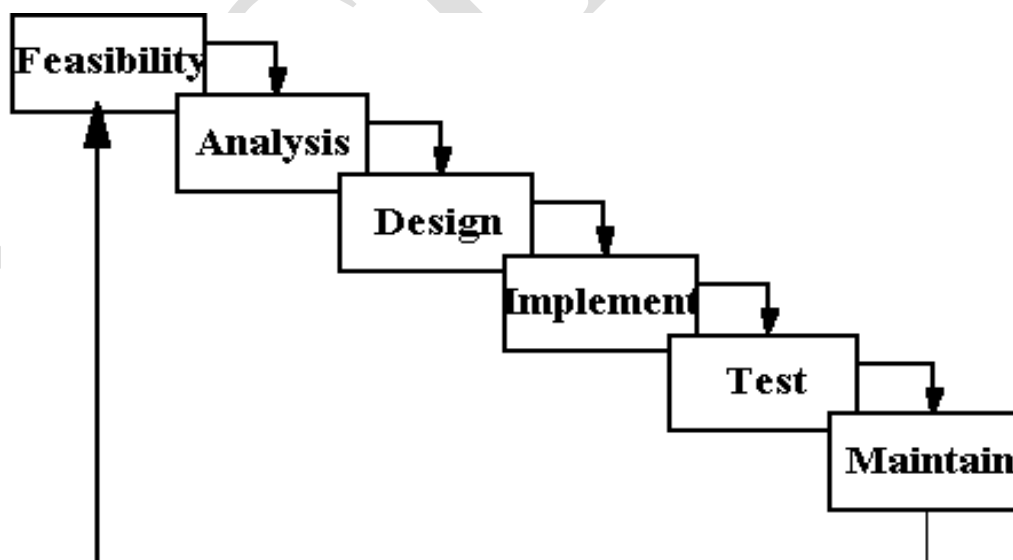 Feasibility
Analysis
Design
Implement
Test
Maintain